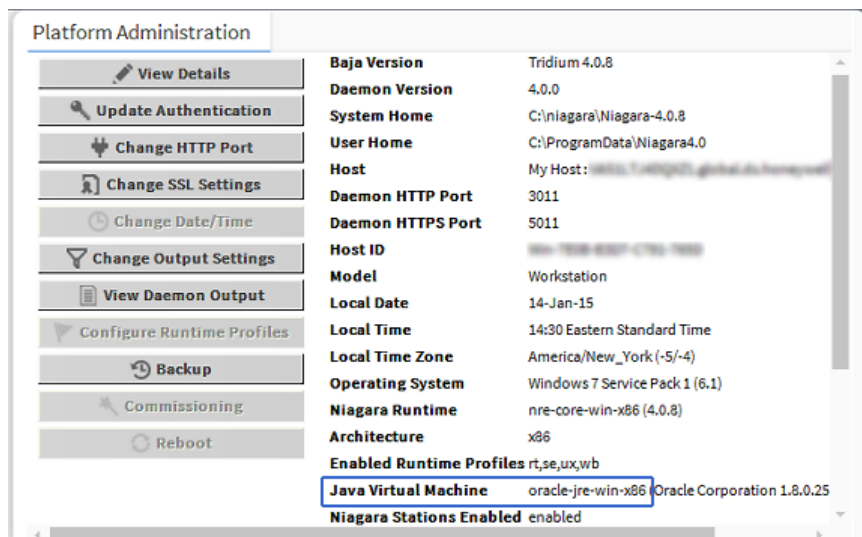 Platform Administration
View Details
Update Authentication
Change HTTP Port
Change SSL Settings
Change Date/Time
Change Output Settings
View Daemon Output
Configure Runtime Profiles
Backup
Commissioning
Reboot
Baja Version Tridium 4.0.8
Daemon Version 4.0.0
System Home C:\niagara\Niagara-4.0.8
User Home C:\ProgramData\Niagara4.0
Host My Host:
Daemon HTTP Port 3011
Daemon HTTPS Port 5011
Host ID
Model Workstation
Local Date 14-Jan-15
Local Time 14:30 Eastern Standard Time
Local Time Zone America/New_York (-5/-4)
Operating System Windows 7 Service Pack 1 (6.1)
Niagara Runtime nre-core-win-x86 (4.0.8)
Architecture x86
Enabled Runtime Profiles rt,se,ux,wb
Java Virtual Machine oracle-jre-win-x86 (Oracle Corporation 1.8.0.25
Niagara Stations Enabled enabled